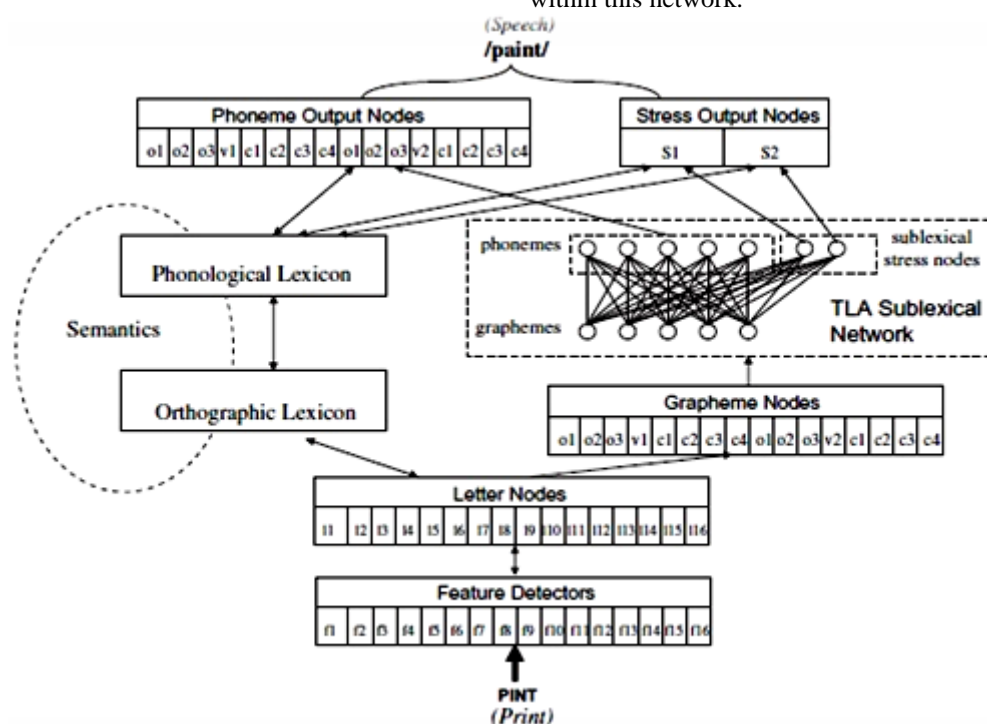 within this network.
(Speech)
/paint/
Phoneme Output Nodes
o1 o2 o3 v1 c1 c2 c3 c4 o1 o2 o3 v2 c1 c2 c3 c4
Stress Output Nodes
S1 S2
phonemes
sublexical
stress nodes
Phonological Lexicon
TLA Sublexical
Network
Semantics
graphemes
Orthographic Lexicon
Grapheme Nodes
o1 o2 o3 v1 c1 c2 c3 c4 o1 o2 o3 v2 c1 c2 c3 c4
Letter Nodes
l1 l2 l3 l4 l5 l6 l7 l8 l9 l10 l11 l12 l13 l14 l15 l16
Feature Detectors
f1 f2 f3 f4 f5 f6 f7 f8 f9 f10 f11 f12 f13 f14 f15 f16
PINT
(Print)